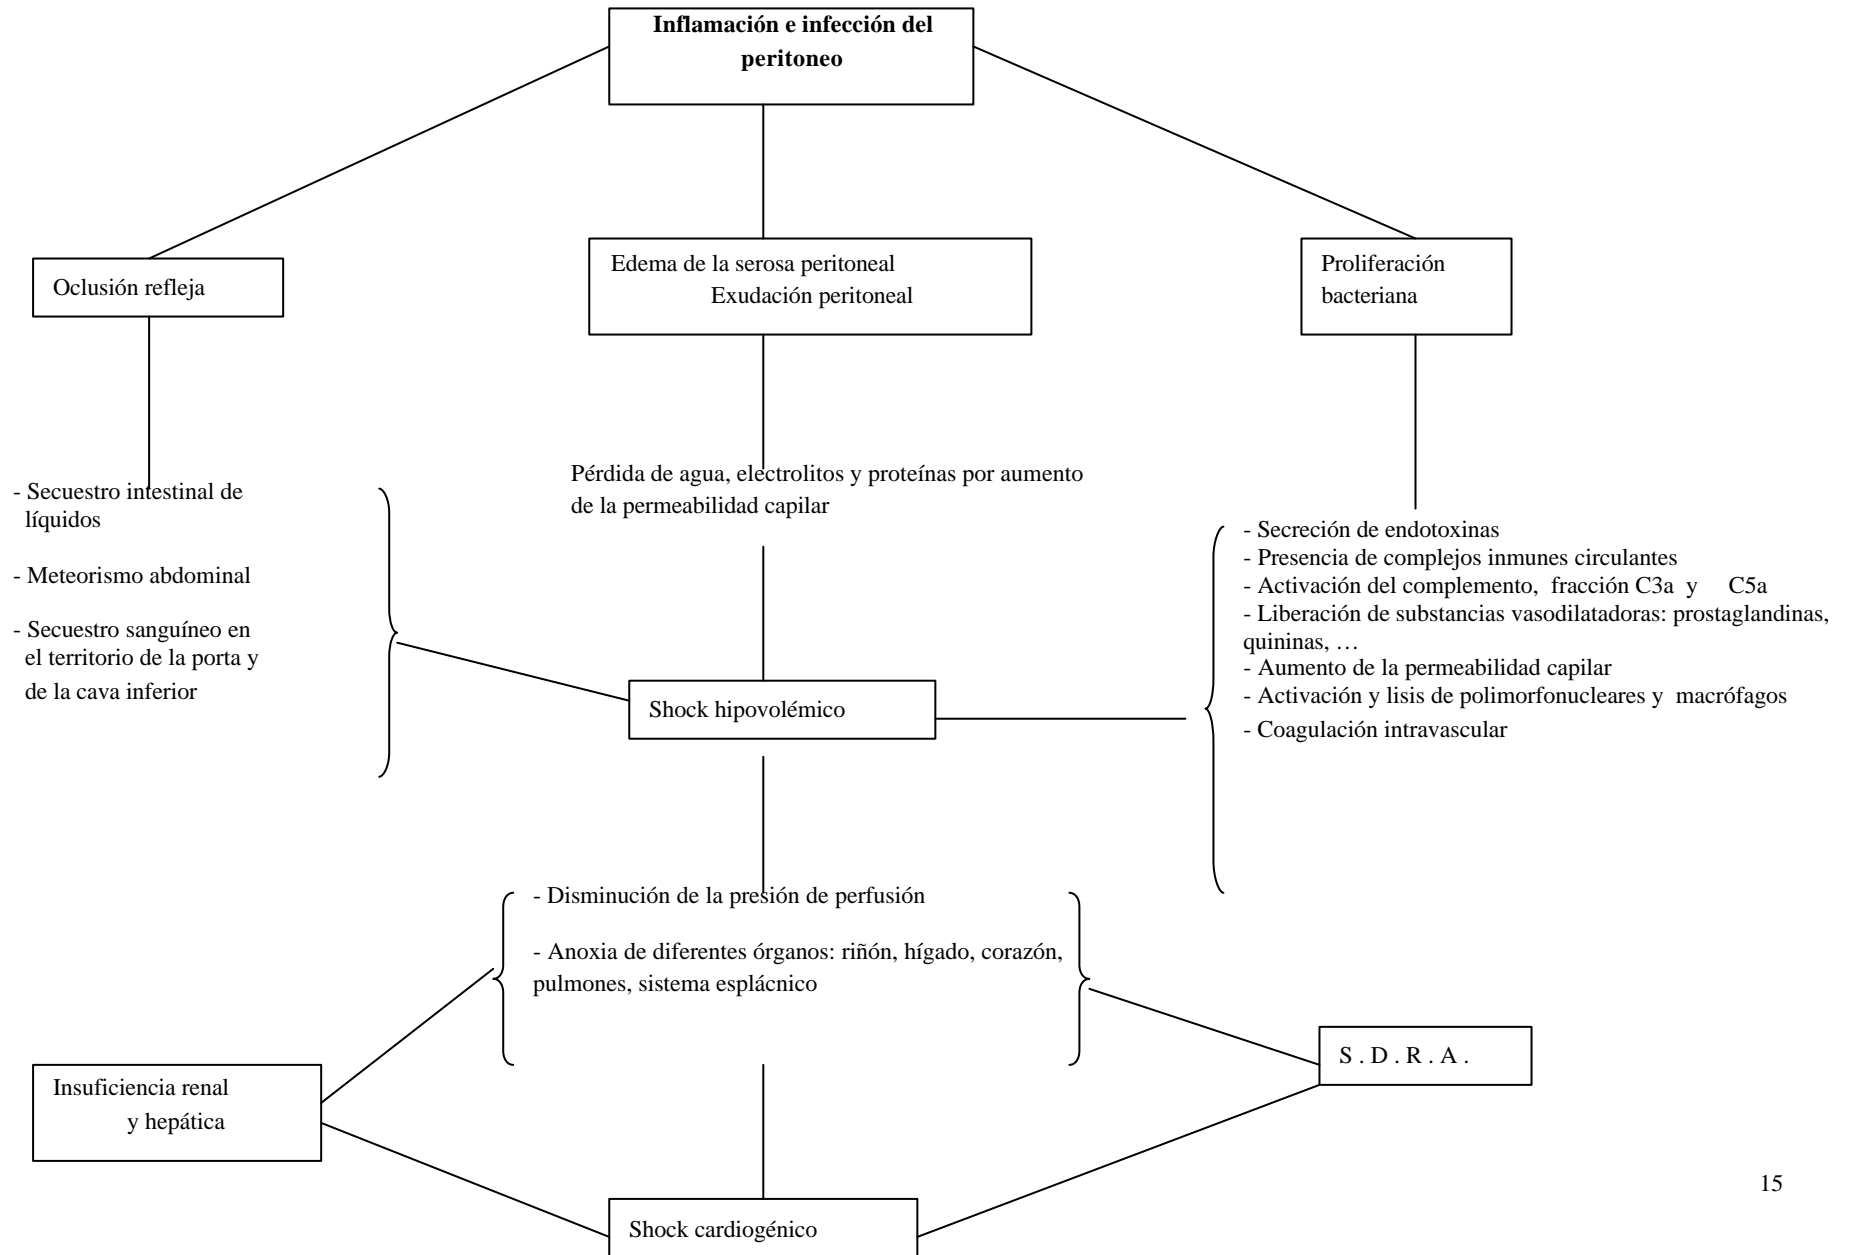 Inflamación e infección del
peritoneo
Oclusión refleja
Edema de la serosa peritoneal
Exudación peritoneal
Proliferación
bacteriana
- Secuestro intestinal de
líquidos
- Meteorismo abdominal
- Secuestro sanguíneo en
el territorio de la porta y
de la cava inferior
Pérdida de agua, electrolitos y proteínas por aumento
de la permeabilidad capilar
- Secreción de endotoxinas
- Presencia de complejos inmunes circulantes
- Activación del complemento, fracción C3a y C5a
- Liberación de substancias vasodilatadoras: prostaglandinas,
quininas, …
- Aumento de la permeabilidad capilar
- Activación y lisis de polimorfonucleares y macrófagos
- Coagulación intravascular
Shock hipovolémico
- Disminución de la presión de perfusión
- Anoxia de diferentes órganos: riñón, hígado, corazón,
pulmones, sistema esplácnico
S . D . R . A .
Insuficiencia renal
y hepática
Shock cardiogénico
15